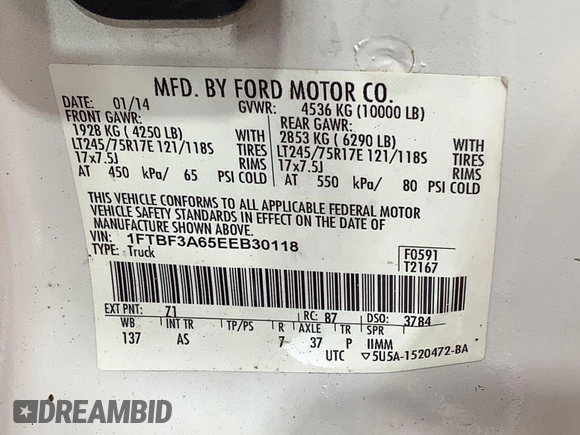 MFD. BY FORD MOTOR CO.
DATE: 01/14 GVWR: 4536 KG (10000 LB)
FRONT GAWR: REAR GAWR:
1928 KG ( 4250 LB) WITH 2853 KG ( 6290 LB) WITH
LT245/75R17E 121/118S TIRES LT245/75R17E 121/118S TIRES
17x7.5J RIMS 17x7.5J RIMS
AT 450 kPa/ 65 PSI COLD AT 550 kPa/ 80 PSI COLD
THIS VEHICLE CONFORMS TO ALL APPLICABLE FEDERAL MOTOR
VEHICLE SAFETY STANDARDS IN EFFECT ON THE DATE OF
MANUFACTURE SHOWN ABOVE.
VIN: 1FTBF3A65EEB30118 F0591
TYPE: Truck T2167
EXT PNT: Z1 RC: 87 DSO: 3784
WB INT TR TP/PS R AXLE TR SPR
137 AS 7 37 P IIMM
UTC ▽5U5A-1520472-BA
DREAMBID